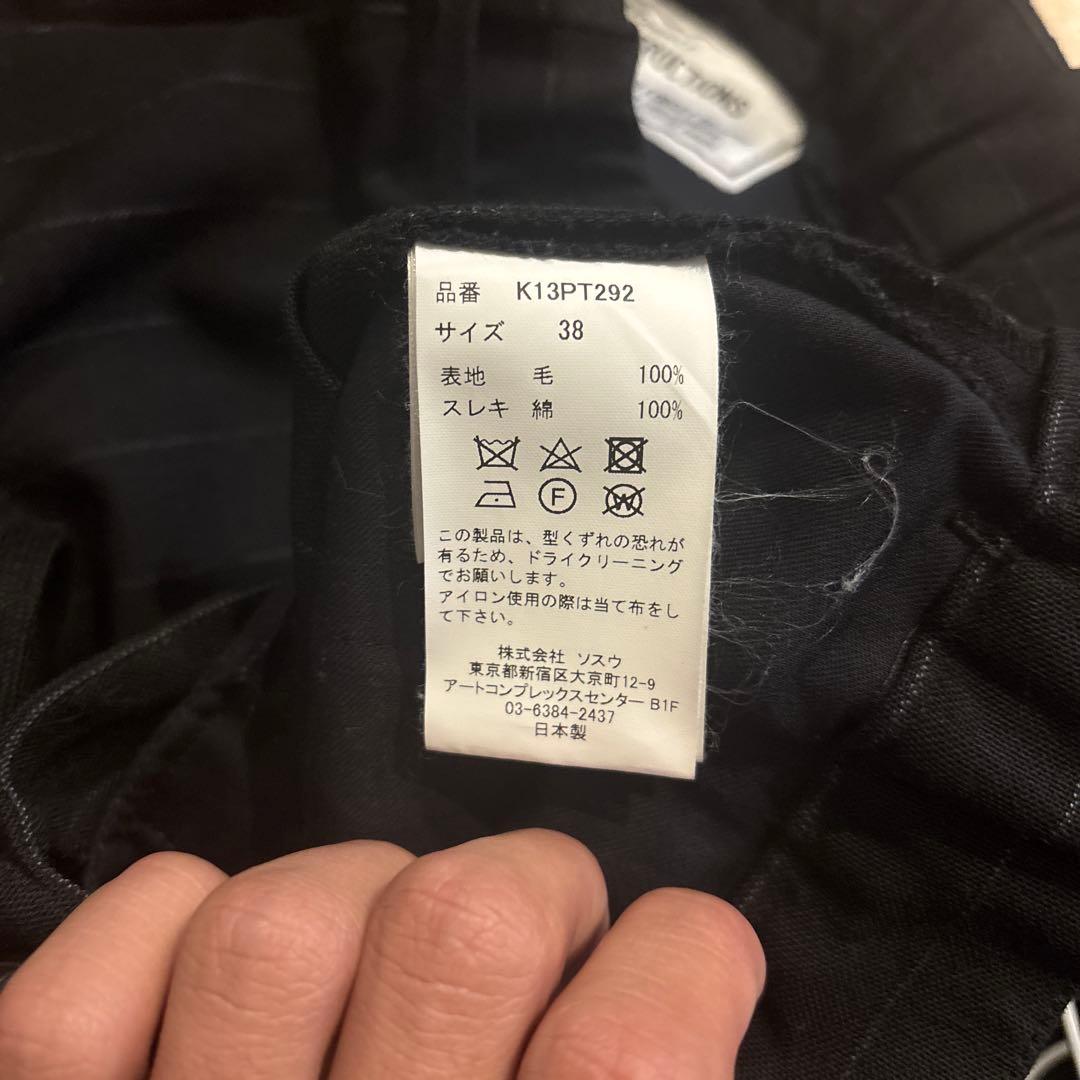 品番 K13PT292
サイズ 38
表地 毛 100%
スレキ 綿 100%
F
W
この製品は、型くずれの恐れが
有るため、ドライクリーニング
でお願いします。
アイロン使用の際は当て布をし
て下さい。
株式会社 ソスウ
東京都新宿区大京町12-9
アートコンプレックスセンター B1F
03-6384-2437
日本製